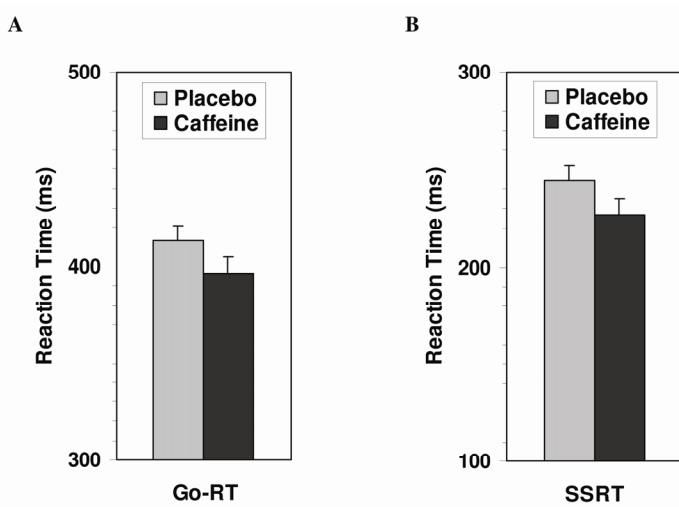 A
500
Placebo
Caffeine
400
300
Reaction Time (ms)
Go-RT
B
300
Placebo
Caffeine
200
100
Reaction Time (ms)
SSRT